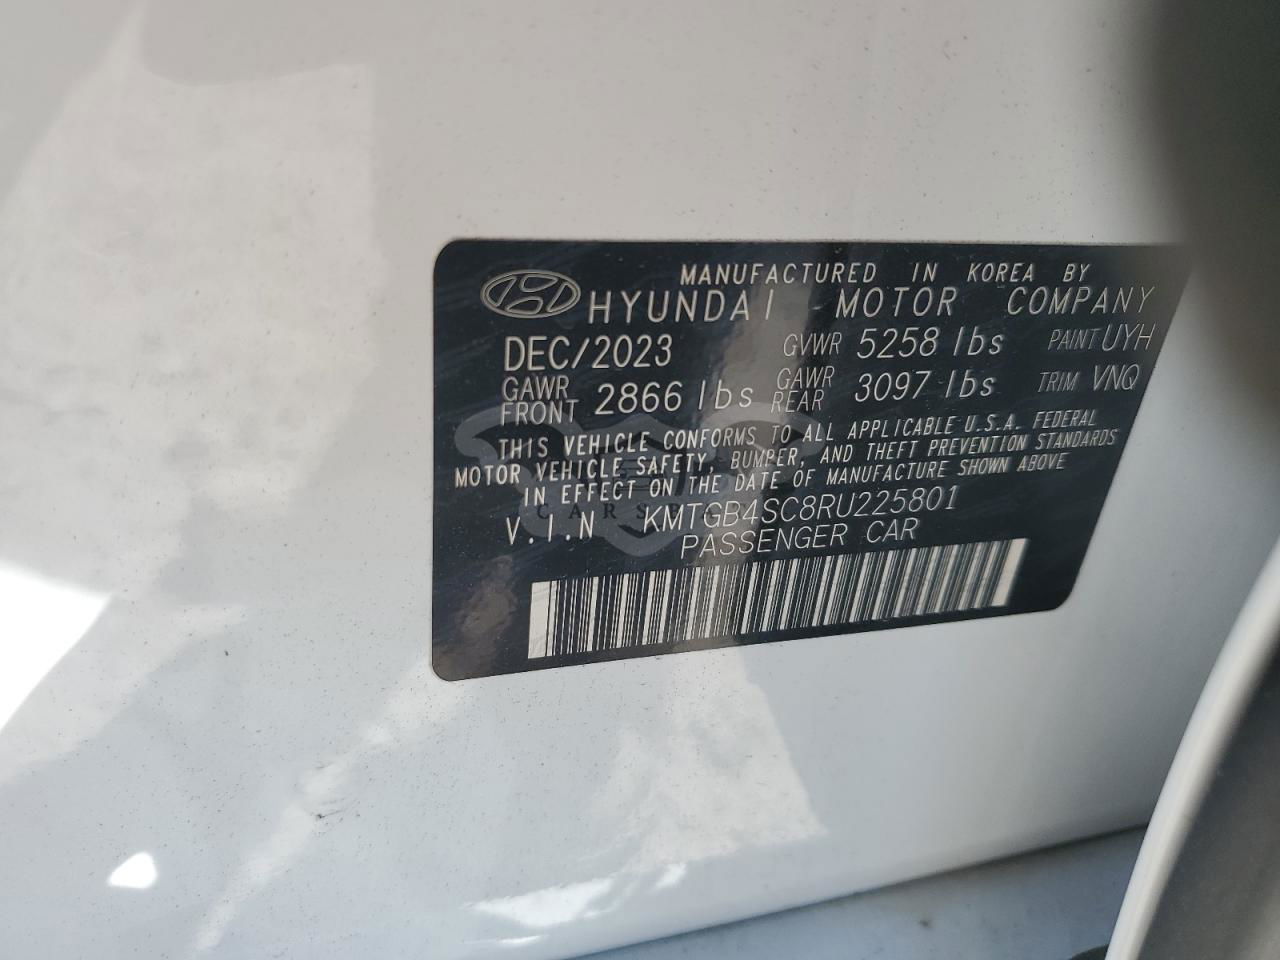 MANUFACTURED IN KOREA BY
HYUNDAI MOTOR COMPANY
DEC/2023 GVWR 5258 lbs PAINT UYH
GAWR FRONT 2866 lbs GAWR REAR 3097 lbs TRIM VNQ
THIS VEHICLE CONFORMS TO ALL APPLICABLE U.S.A. FEDERAL
MOTOR VEHICLE SAFETY, BUMPER, AND THEFT PREVENTION STANDARDS
IN EFFECT ON THE DATE OF MANUFACTURE SHOWN ABOVE
V.I.N KMTGB4SC8RU225801
PASSENGER CAR